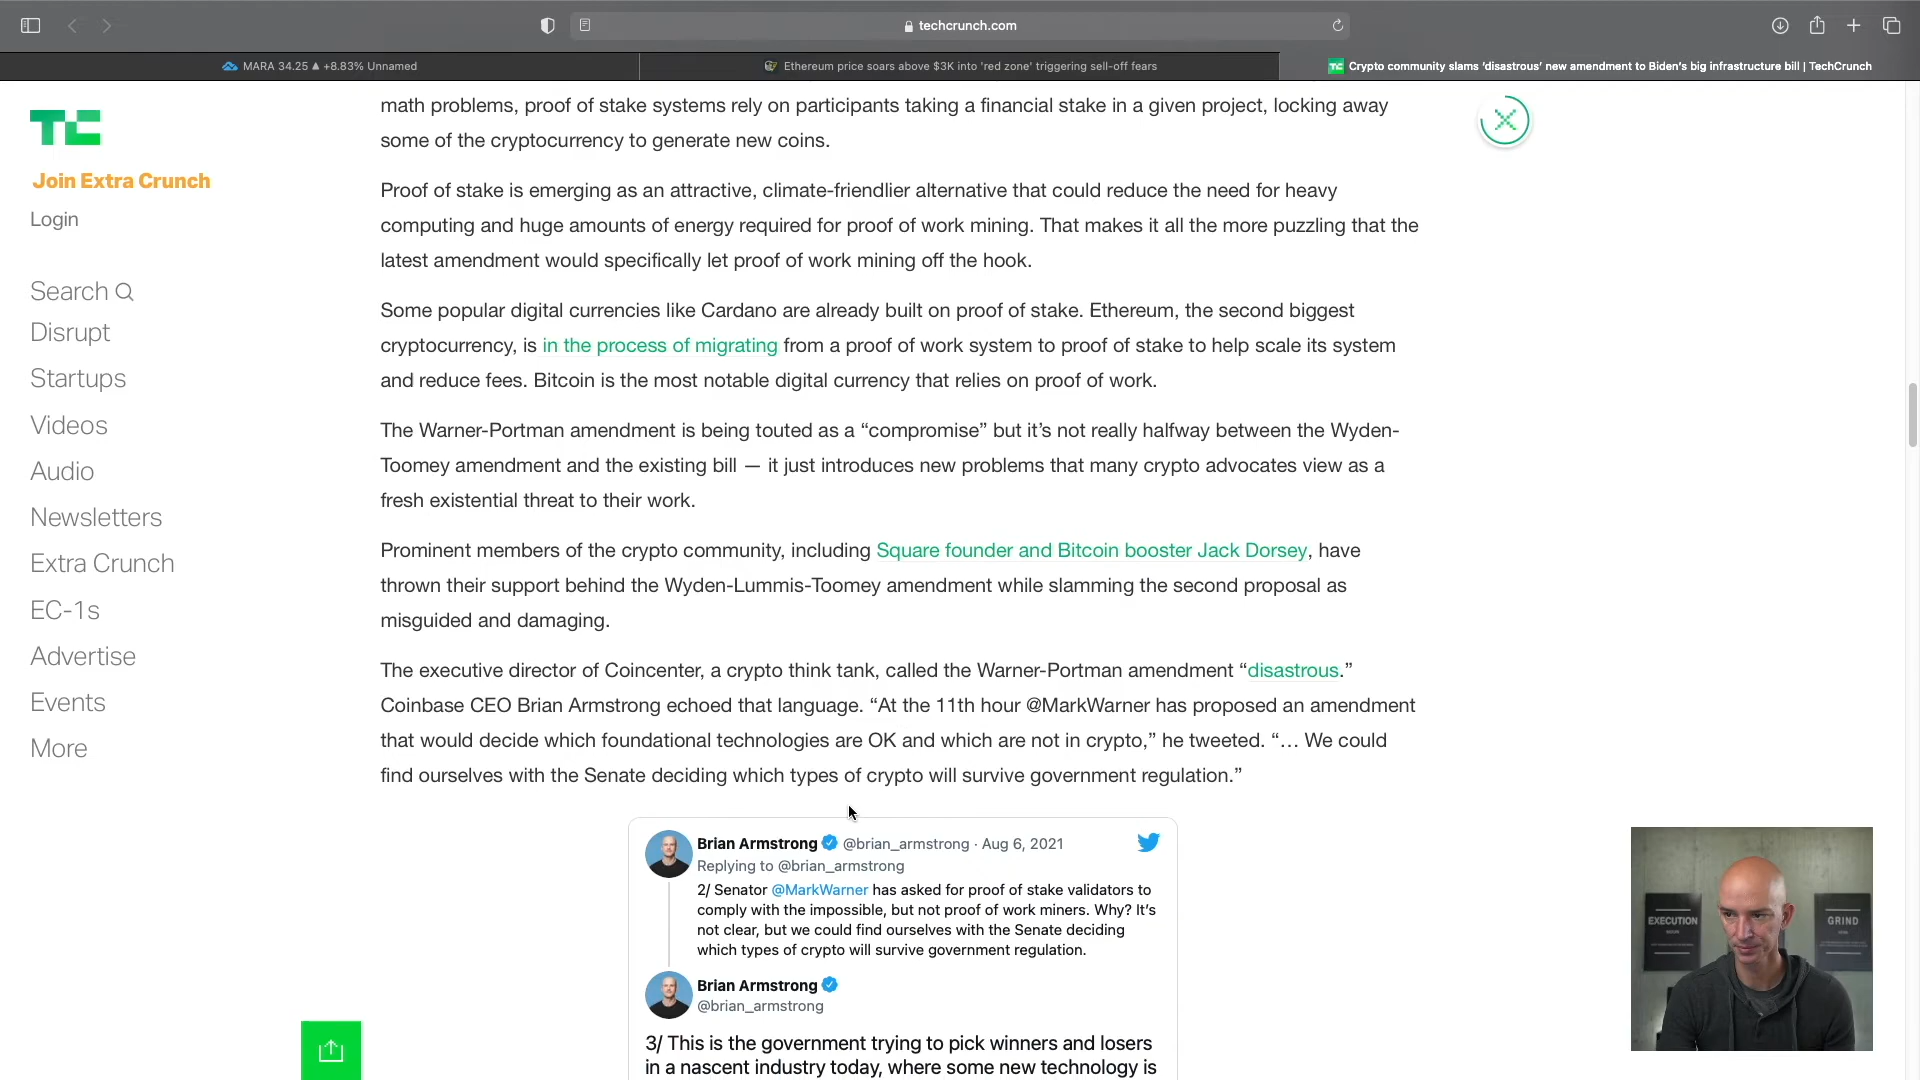 techcrunch.com
MARA 34.25 ▲ +8.83% Unnamed
Ethereum price soars above $3K into 'red zone' triggering sell-off fears
TC Crypto community slams 'disastrous' new amendment to Biden's big infrastructure bill | TechCrunch
TC
Join Extra Crunch
Login
Search
Disrupt
Startups
Videos
Audio
Newsletters
Extra Crunch
EC-1s
Advertise
Events
More
math problems, proof of stake systems rely on participants taking a financial stake in a given project, locking away
some of the cryptocurrency to generate new coins.
Proof of stake is emerging as an attractive, climate-friendlier alternative that could reduce the need for heavy
computing and huge amounts of energy required for proof of work mining. That makes it all the more puzzling that the
latest amendment would specifically let proof of work mining off the hook.
Some popular digital currencies like Cardano are already built on proof of stake. Ethereum, the second biggest
cryptocurrency, is in the process of migrating from a proof of work system to proof of stake to help scale its system
and reduce fees. Bitcoin is the most notable digital currency that relies on proof of work.
The Warner-Portman amendment is being touted as a “compromise” but it’s not really halfway between the Wyden-
Toomey amendment and the existing bill — it just introduces new problems that many crypto advocates view as a
fresh existential threat to their work.
Prominent members of the crypto community, including Square founder and Bitcoin booster Jack Dorsey, have
thrown their support behind the Wyden-Lummis-Toomey amendment while slamming the second proposal as
misguided and damaging.
The executive director of Coincenter, a crypto think tank, called the Warner-Portman amendment “disastrous.”
Coinbase CEO Brian Armstrong echoed that language. “At the 11th hour @MarkWarner has proposed an amendment
that would decide which foundational technologies are OK and which are not in crypto,” he tweeted. “… We could
find ourselves with the Senate deciding which types of crypto will survive government regulation.”
Brian Armstrong @brian_armstrong · Aug 6, 2021
Replying to @brian_armstrong
2/ Senator @MarkWarner has asked for proof of stake validators to
comply with the impossible, but not proof of work miners. Why? It's
not clear, but we could find ourselves with the Senate deciding
which types of crypto will survive government regulation.
Brian Armstrong
@brian_armstrong
3/ This is the government trying to pick winners and losers
in a nascent industry today, where some new technology is
EXECUTION
GRIND